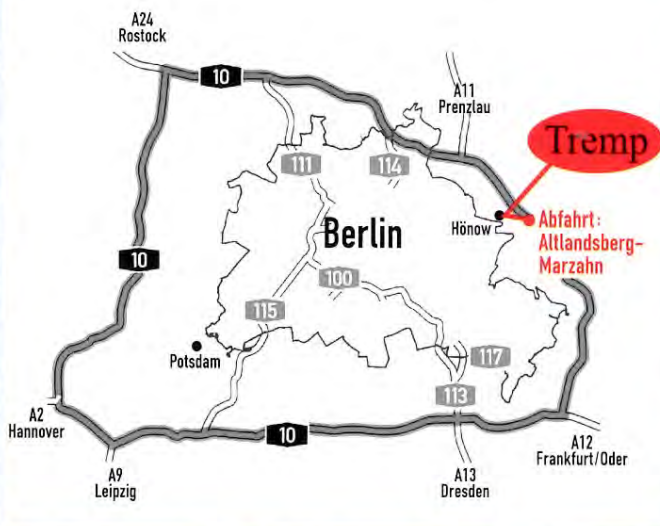 A24
Rostock
10
A11
Prenzlau
Tremp
111
114
Hönow
Abfahrt:
Altlandsberg-
Marzahn
Berlin
10
100
115
Potsdam
117
113
A2
Hannover
10
A12
Frankfurt/Oder
A9
Leipzig
A13
Dresden